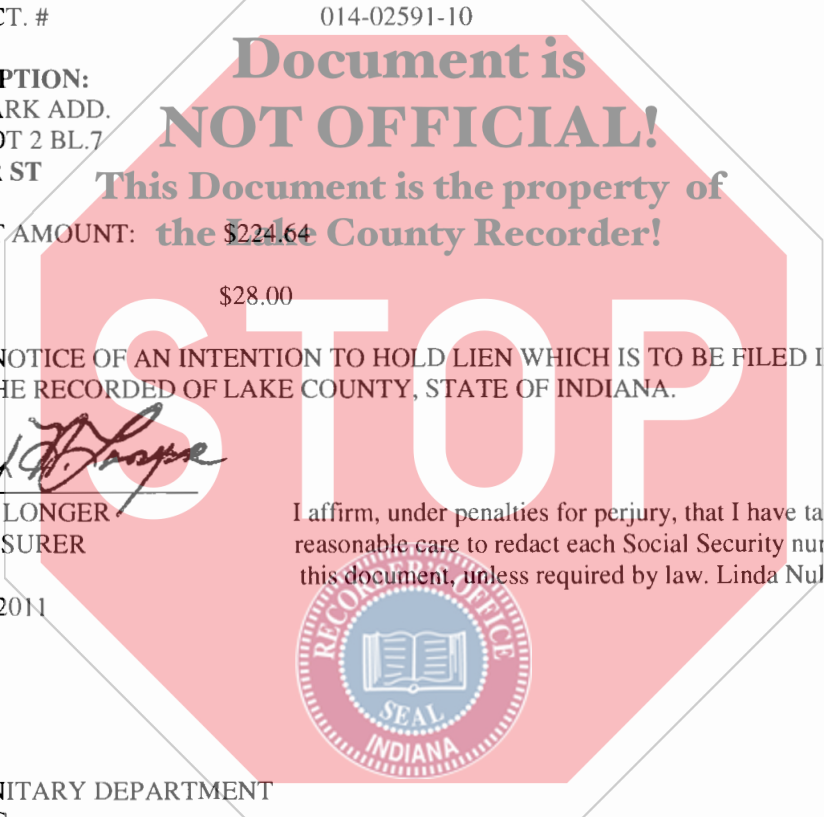 CT. # 014-02591-10
Document is
NOT OFFICIAL!
PTION:
ARK ADD.
OT 2 BL.7
ST
This Document is the property of
AMOUNT: $224.64
the Lake County Recorder!
$28.00
STOP
NOTICE OF AN INTENTION TO HOLD LIEN WHICH IS TO BE FILED I
HE RECORDED OF LAKE COUNTY, STATE OF INDIANA.
LONGER
SURER
I affirm, under penalties for perjury, that I have ta
reasonable care to redact each Social Security nu
this document, unless required by law. Linda Nul
2011
RECORDER'S OFFICE
SEAL
INDIANA
NITARY DEPARTMENT